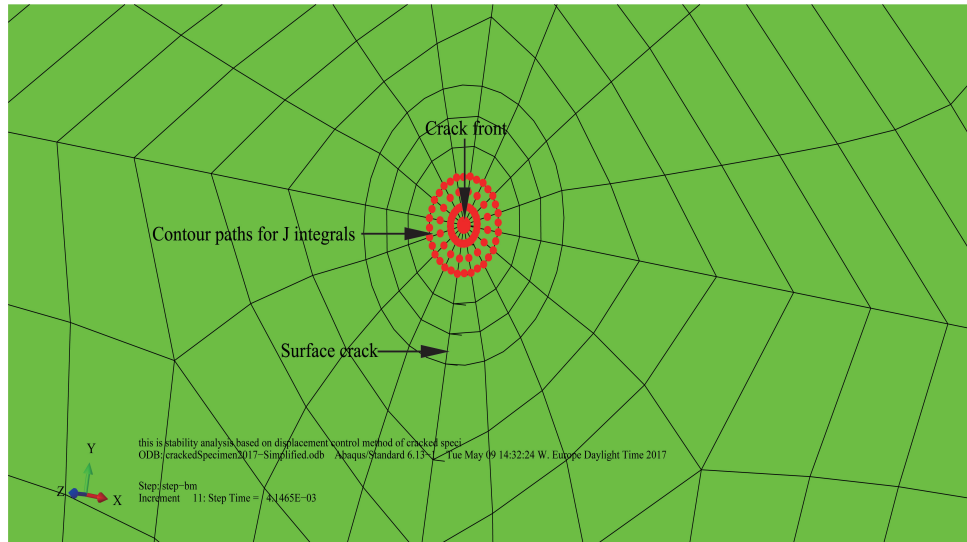 Crack front
Contour paths for J integrals
Surface crack
this is stability analysis based on displacement control method of cracked speci
ODB: crackedSpecimen2017-Simplified.odb Abaqus/Standard 6.13-1 Tue May 09 14:32:24 W. Europe Daylight Time 2017
Y
Z
X
Step: step-bm
Increment 11: Step Time = 4.1465E-03